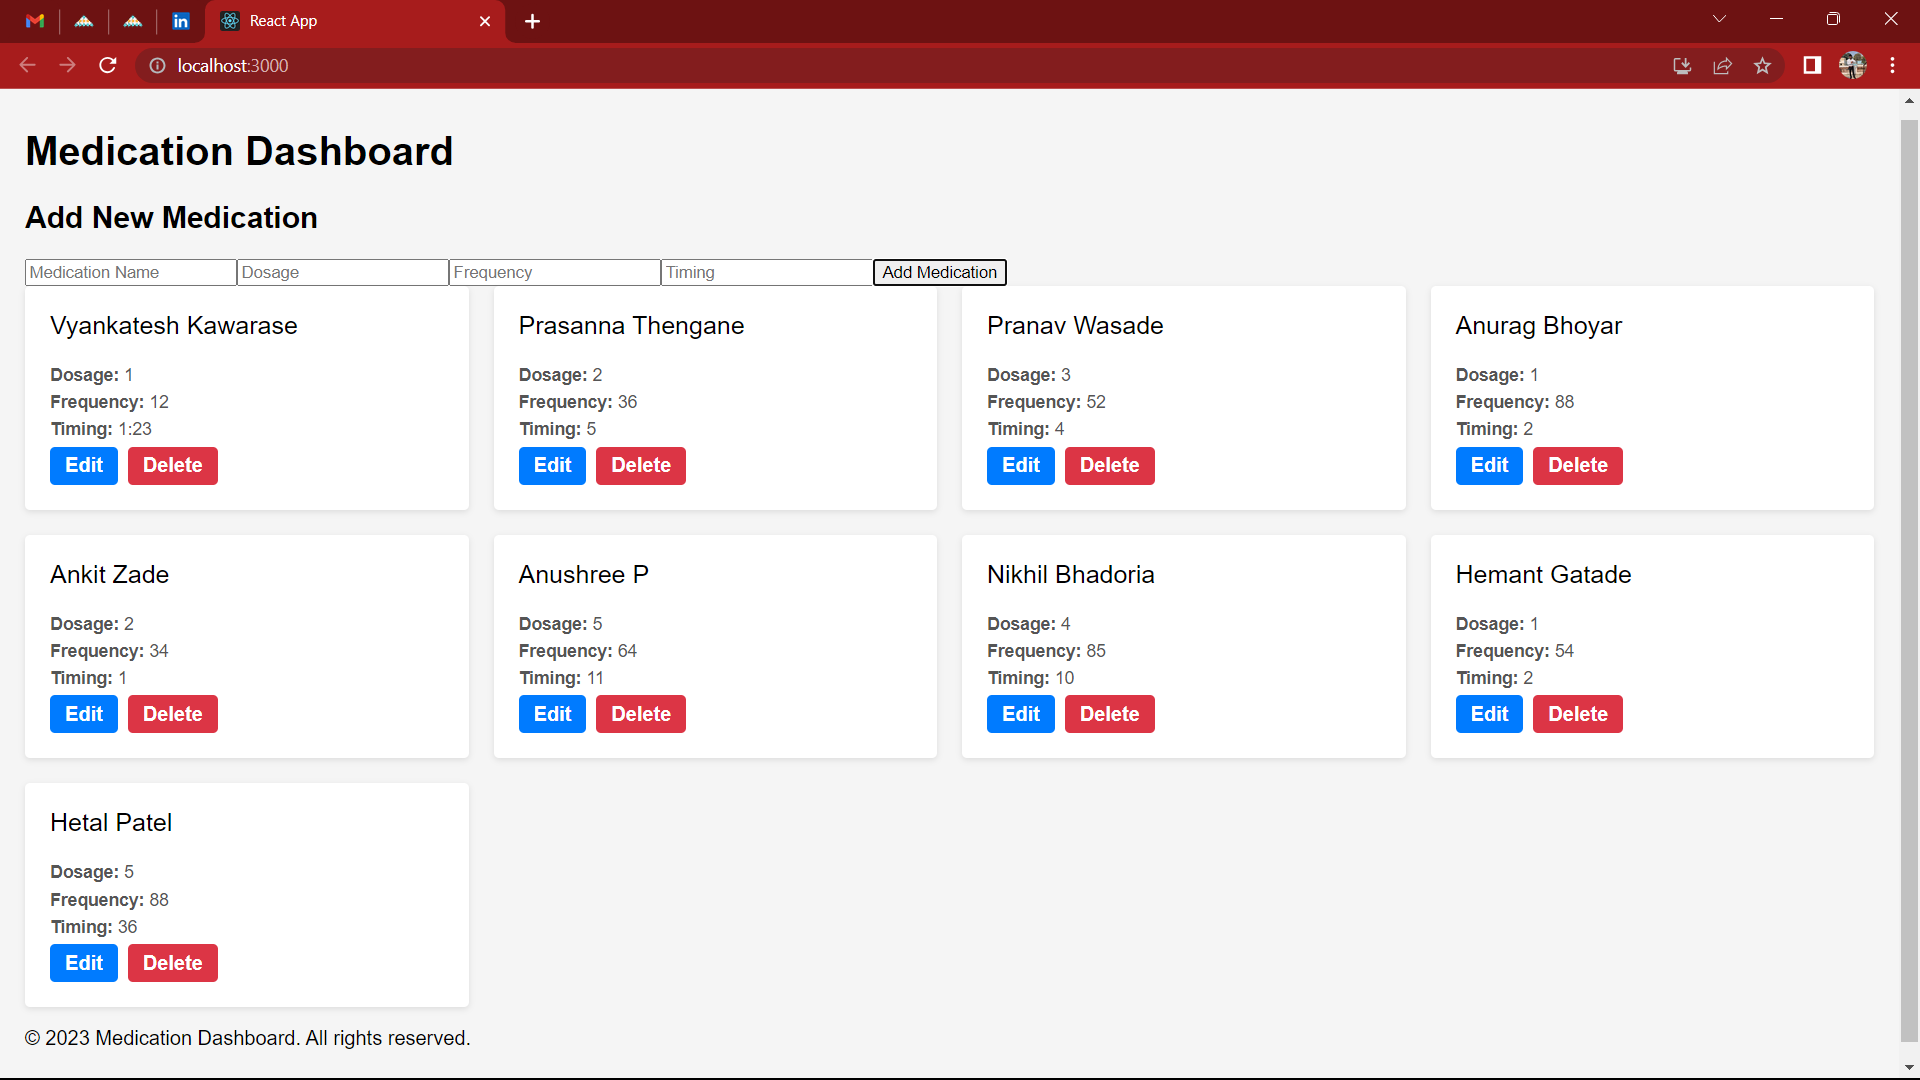 React App
localhost:3000
Medication Dashboard
Add New Medication
Medication Name Dosage Frequency Timing Add Medication
Vyankatesh Kawarase
Dosage: 1
Frequency: 12
Timing: 1:23
Edit Delete
Prasanna Thengane
Dosage: 2
Frequency: 36
Timing: 5
Edit Delete
Pranav Wasade
Dosage: 3
Frequency: 52
Timing: 4
Edit Delete
Anurag Bhoyar
Dosage: 1
Frequency: 88
Timing: 2
Edit Delete
Ankit Zade
Dosage: 2
Frequency: 34
Timing: 1
Edit Delete
Anushree P
Dosage: 5
Frequency: 64
Timing: 11
Edit Delete
Nikhil Bhadoria
Dosage: 4
Frequency: 85
Timing: 10
Edit Delete
Hemant Gatade
Dosage: 1
Frequency: 54
Timing: 2
Edit Delete
Hetal Patel
Dosage: 5
Frequency: 88
Timing: 36
Edit Delete
© 2023 Medication Dashboard. All rights reserved.